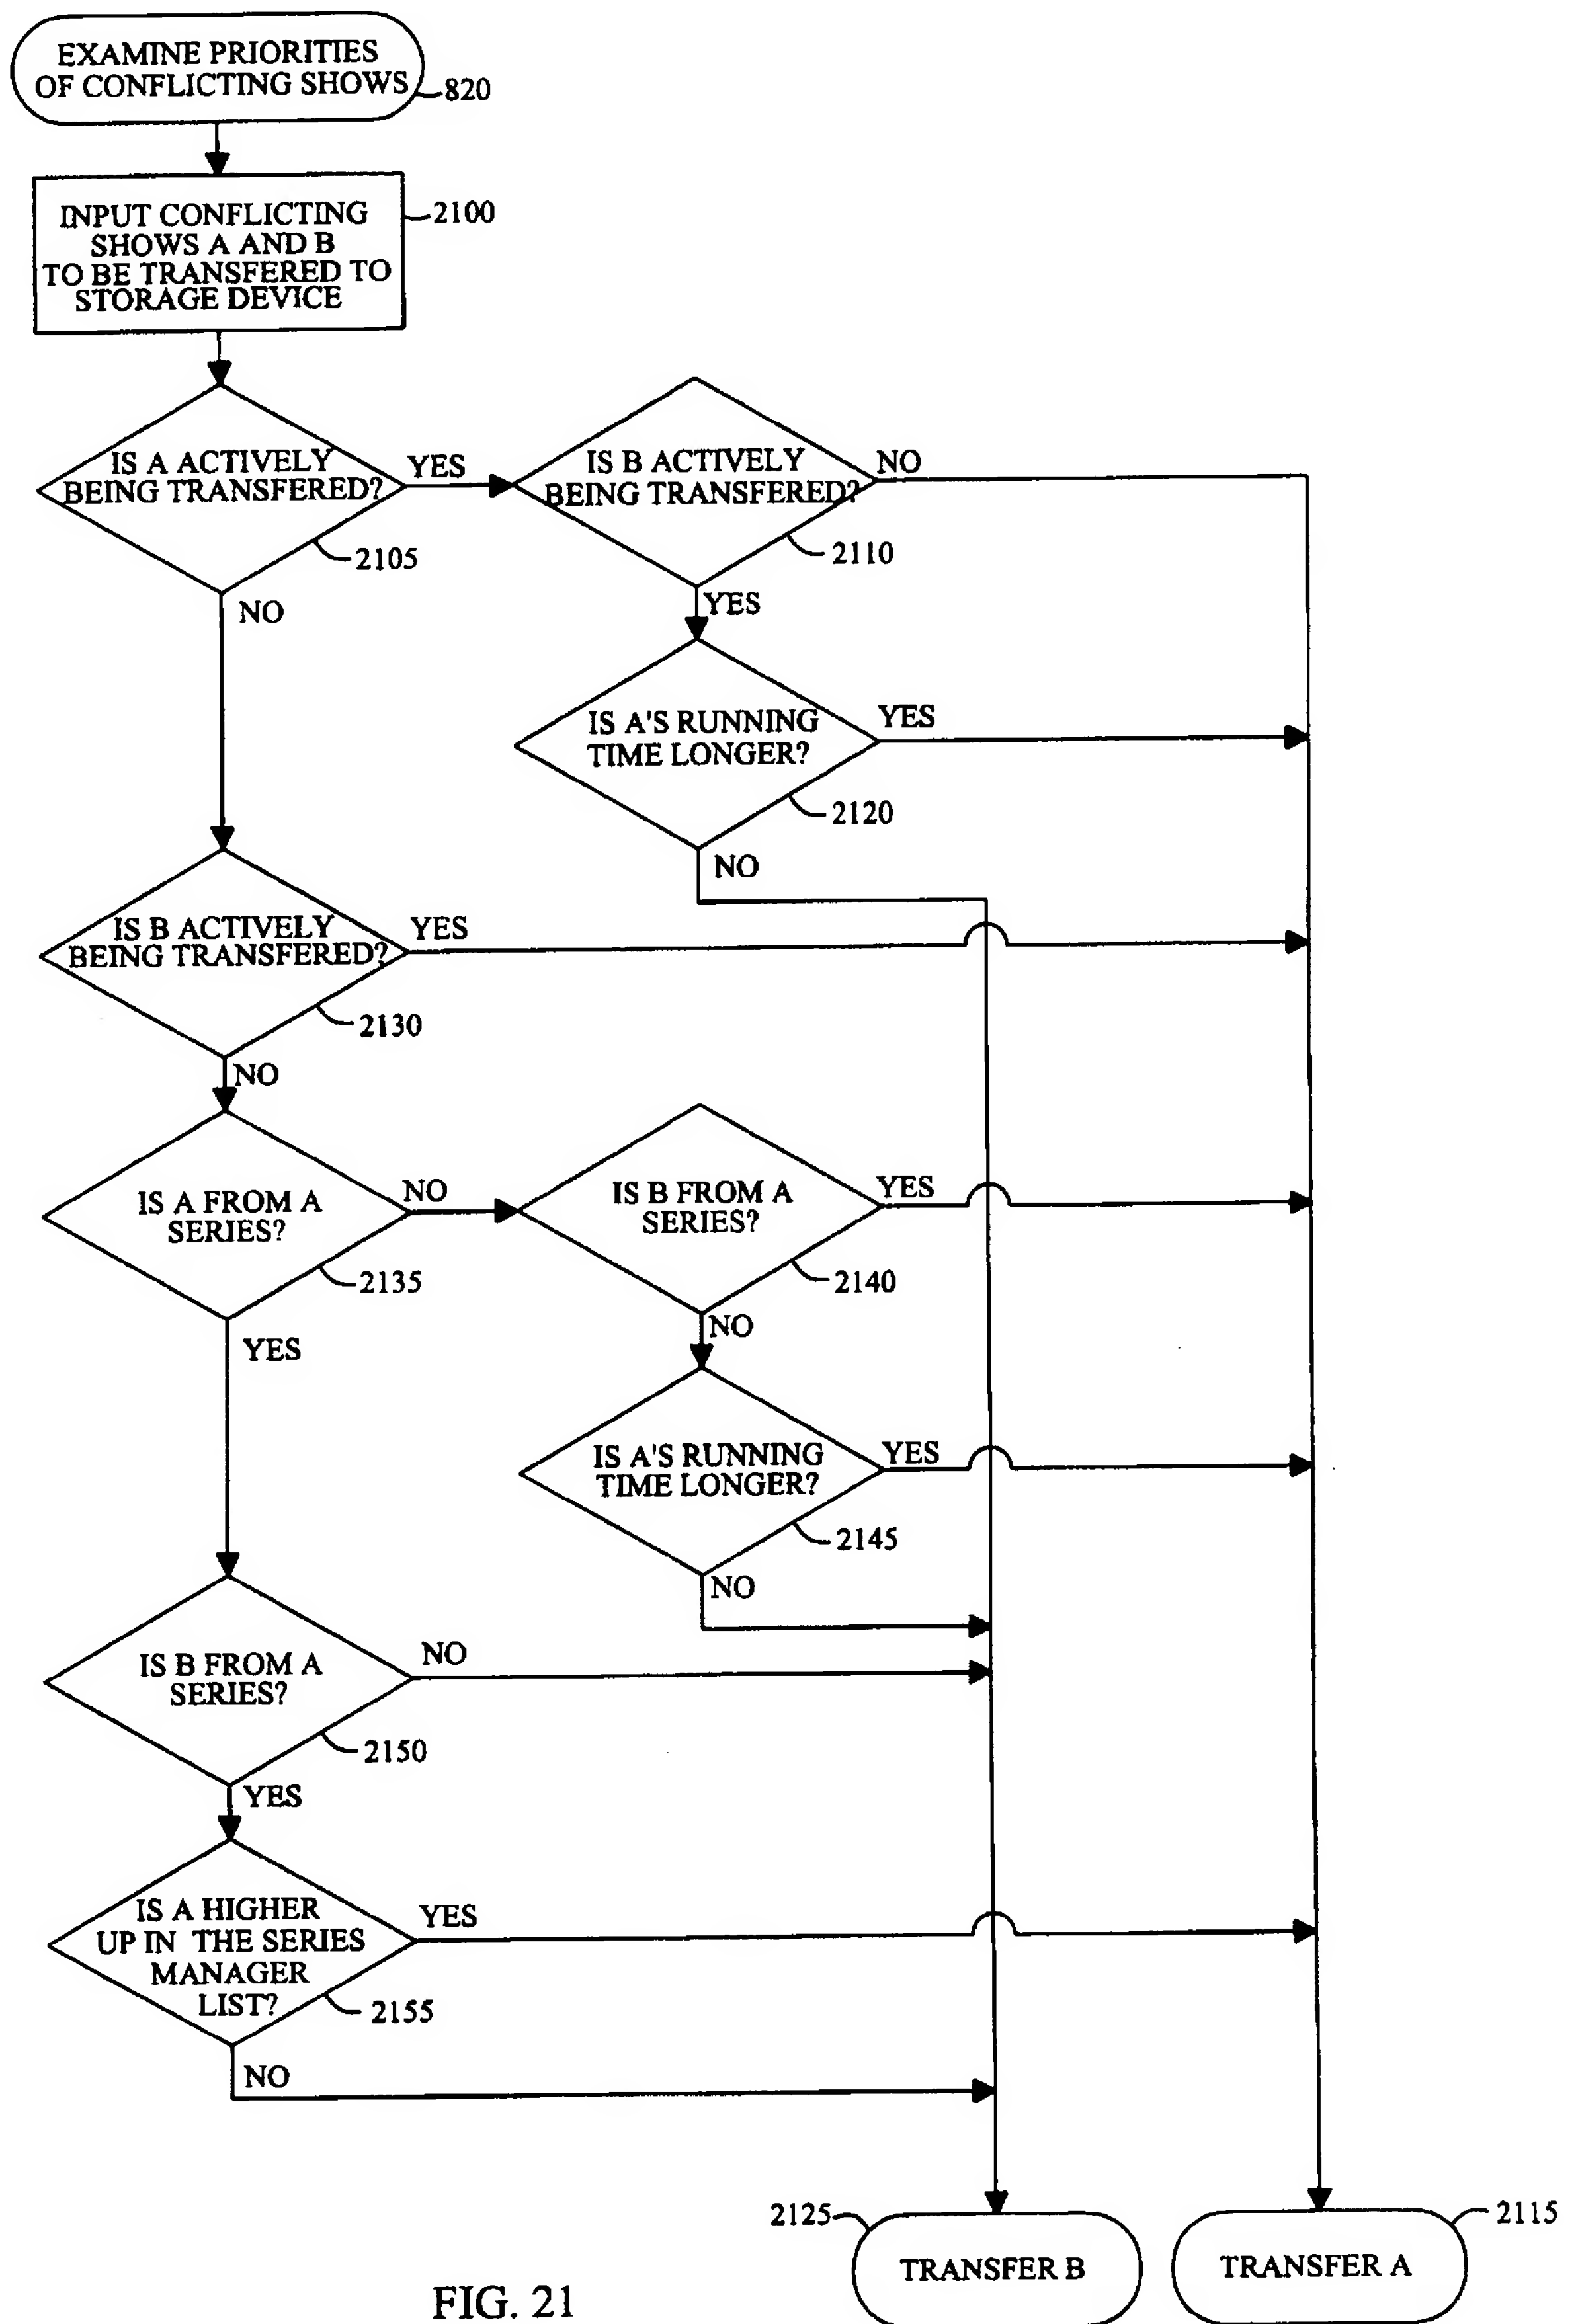 EXAMINE PRIORITIES
OF CONFLICTING SHOWS
820
INPUT CONFLICTING
SHOWS A AND B
TO BE TRANSFERED TO
STORAGE DEVICE
2100
IS A ACTIVELY
BEING TRANSFERED?
YES
2105
NO
IS B ACTIVELY
BEING TRANSFERED?
NO
2110
YES
IS A'S RUNNING
TIME LONGER?
YES
2120
NO
IS B ACTIVELY
BEING TRANSFERED?
YES
2130
NO
IS A FROM A
SERIES?
NO
2135
YES
IS B FROM A
SERIES?
YES
2140
NO
IS A'S RUNNING
TIME LONGER?
YES
2145
NO
IS B FROM A
SERIES?
NO
2150
YES
IS A HIGHER
UP IN THE SERIES
MANAGER
LIST?
YES
2155
NO
2125
TRANSFER B
2115
TRANSFER A
FIG. 21